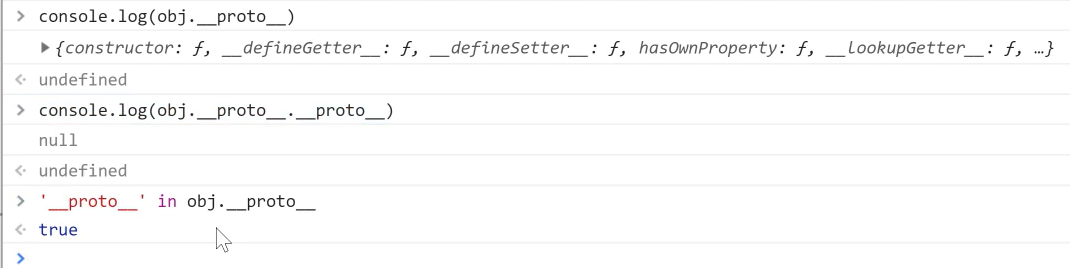 console.log(obj.__proto__)
{constructor: ƒ, __defineGetter__: ƒ, __defineSetter__: ƒ, hasOwnProperty: ƒ, __lookupGetter__: ƒ, …}
undefined
console.log(obj.__proto__.__proto__)
null
undefined
'__proto__' in obj.__proto__
true